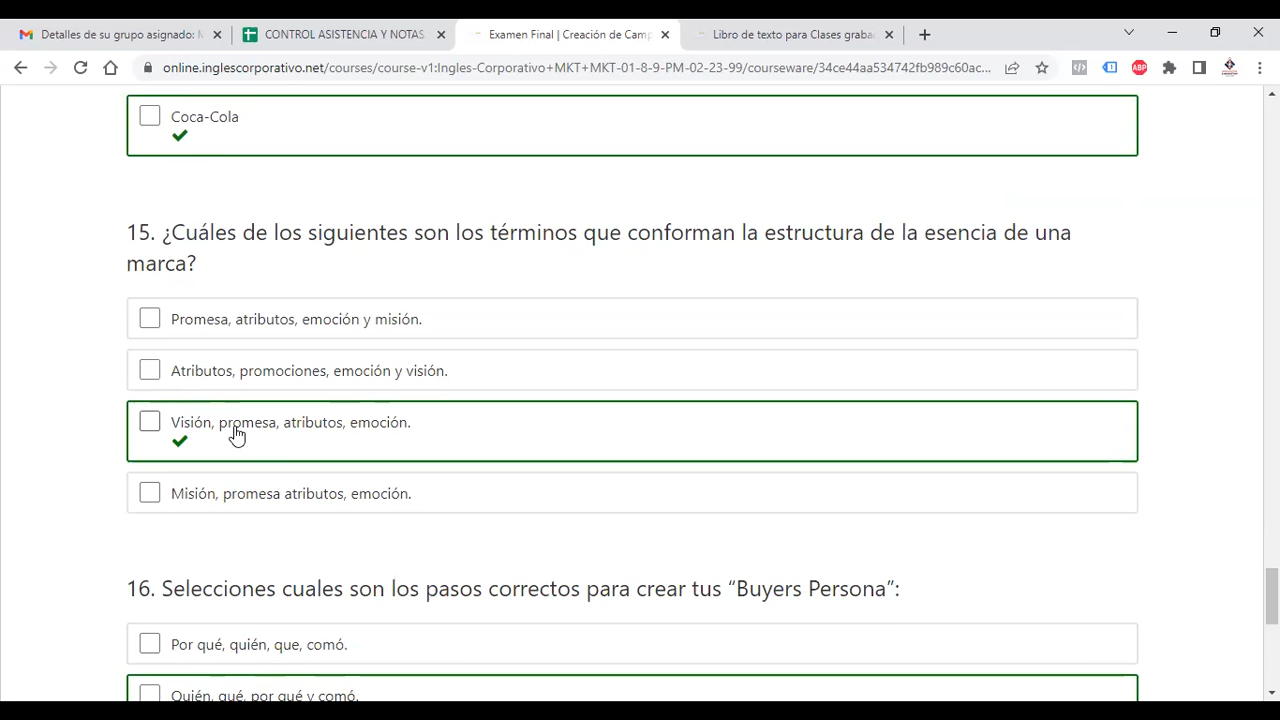 Detalles de su grupo asignado: M
CONTROL ASISTENCIA Y NOTAS
Examen Final | Creación de Camp
Libro de texto para Clases graba
online.inglescorporativo.net/courses/course-v1:Ingles-Corporativo+MKT+MKT-01-8-9-PM-02-23-99/courseware/34ce44aa534742fb989c60ac...
ABP
Coca-Cola
15. ¿Cuáles de los siguientes son los términos que conforman la estructura de la esencia de una
marca?
Promesa, atributos, emoción y misión.
Atributos, promociones, emoción y visión.
Visión, promesa, atributos, emoción.
Misión, promesa atributos, emoción.
16. Selecciones cuales son los pasos correctos para crear tus “Buyers Persona”:
Por qué, quién, que, comó.
Quién, qué, por qué y comó.